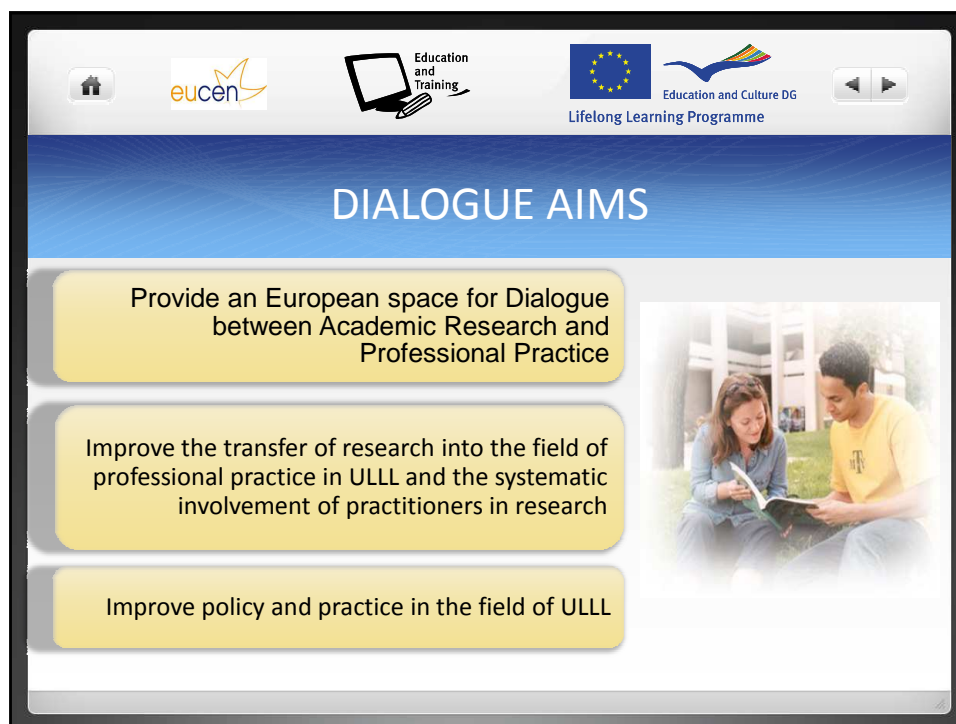 eucen
Education
and
Training
Education and Culture DG
Lifelong Learning Programme
DIALOGUE AIMS
Provide an European space for Dialogue
between Academic Research and
Professional Practice
Improve the transfer of research into the field of
professional practice in ULLL and the systematic
involvement of practitioners in research
Improve policy and practice in the field of ULLL